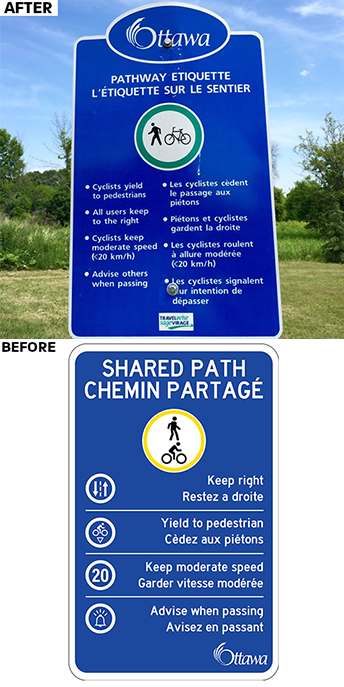 AFTER
Ottawa
PATHWAY ETIQUETTE
L'ÉTIQUETTE SUR LE SENTIER
• Cyclists yield
to pedestrians
• All users keep
to the right
• Cyclists keep
moderate speed
(<20 km/h)
• Advise others
when passing
• Les cyclistes cèdent
le passage aux
piétons
• Piétons et cyclistes
gardent la droite
• Les cyclistes roulent
à allure modérée
(<20 km/h)
• Les cyclistes signalent
leur intention de
dépasser
TRAVELwise
sageVIRAGE
BEFORE
SHARED PATH
CHEMIN PARTAGÉ
Keep right
Restez a droite
Yield to pedestrian
Cèdez aux piétons
20
Keep moderate speed
Garder vitesse modérée
Advise when passing
Avisez en passant
Ottawa